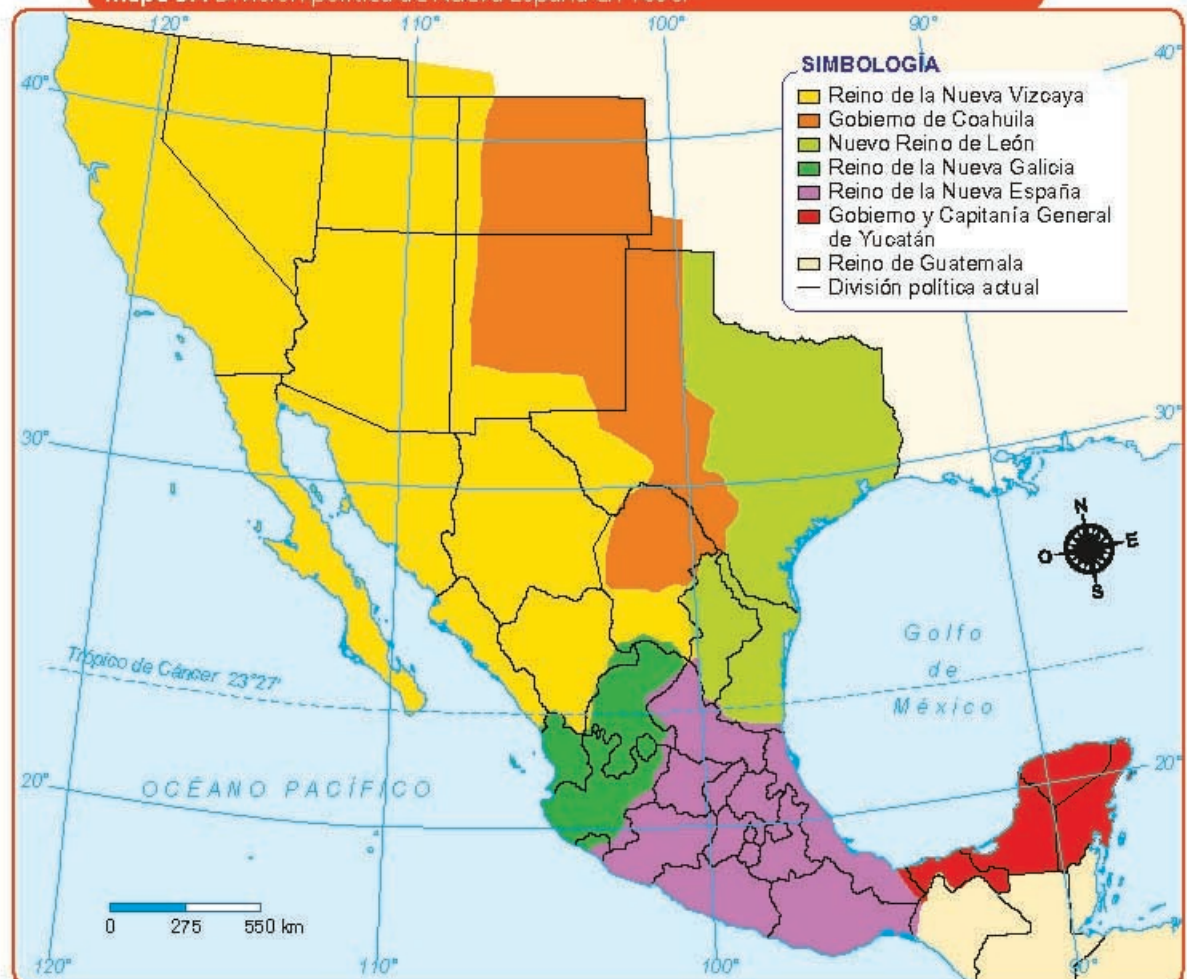 120°
110°
100°
90°
40°
40°
SIMBOLOGÍA
Reino de la Nueva Vizcaya
Gobierno de Coahuila
Nuevo Reino de León
Reino de la Nueva Galicia
Reino de la Nueva España
Gobierno y Capitanía General
de Yucatán
Reino de Guatemala
División política actual
30°
30°
N
E
O
S
Golfo
de
México
Trópico de Cáncer 23°27'
20°
20°
OCÉANO PACÍFICO
0 275 550 km
120°
110°
100°
90°